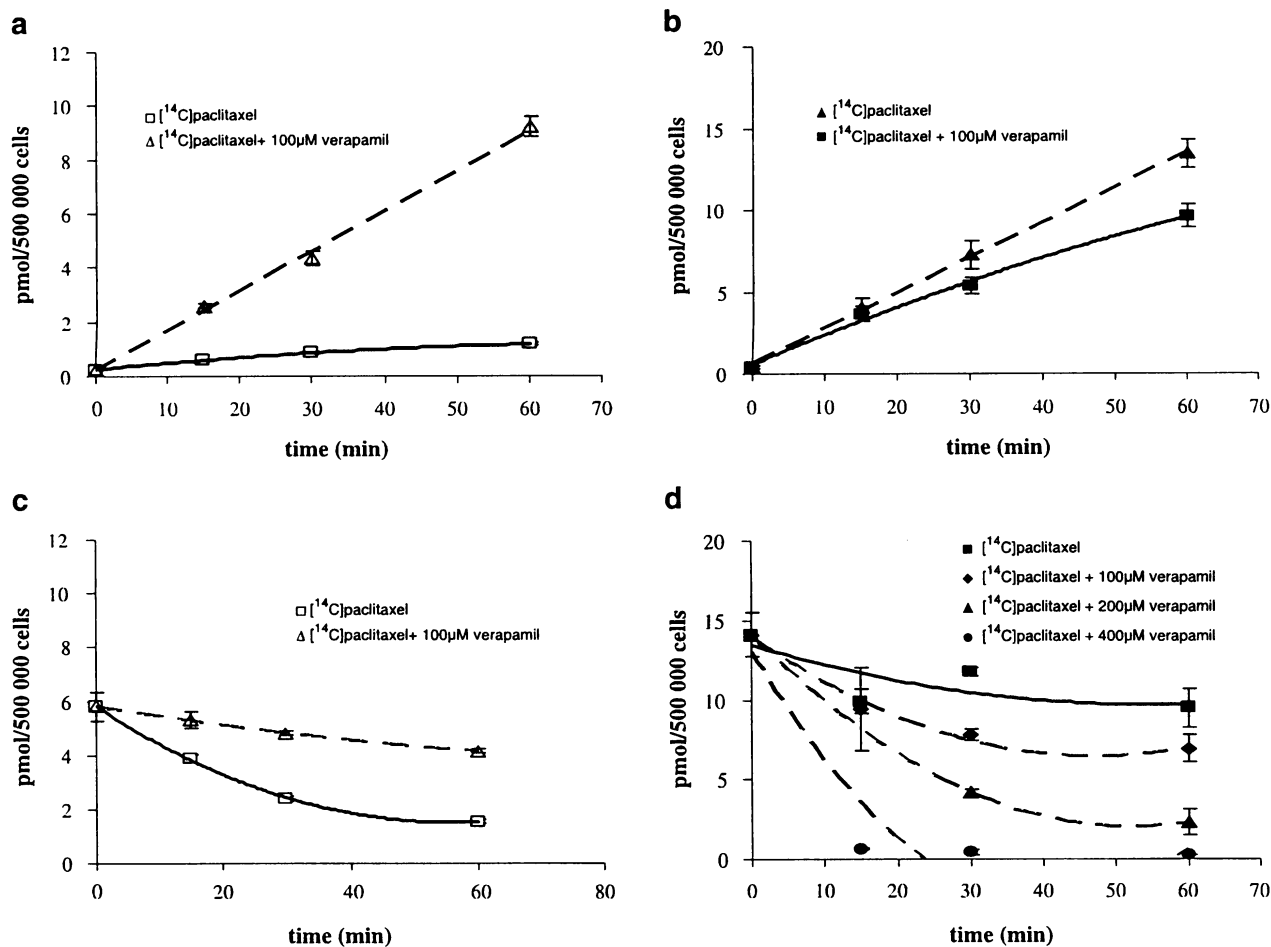 a
12
10
8
6
4
2
0
pmol/500 000 cells
[¹⁴C]paclitaxel
[¹⁴C]paclitaxel+ 100µM verapamil
0 10 20 30 40 50 60 70
time (min)
b
20
15
10
5
0
pmol/500 000 cells
[¹⁴C]paclitaxel
[¹⁴C]paclitaxel + 100µM verapamil
0 10 20 30 40 50 60 70
time (min)
c
12
10
8
6
4
2
0
pmol/500 000 cells
[¹⁴C]paclitaxel
[¹⁴C]paclitaxel+ 100µM verapamil
0 20 40 60 80
time (min)
d
20
15
10
5
0
pmol/500 000 cells
[¹⁴C]paclitaxel
[¹⁴C]paclitaxel + 100µM verapamil
[¹⁴C]paclitaxel + 200µM verapamil
[¹⁴C]paclitaxel + 400µM verapamil
0 10 20 30 40 50 60 70
time (min)